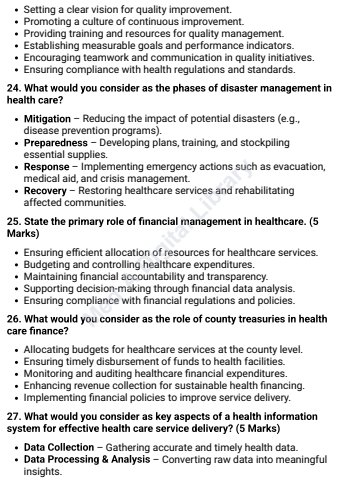 • Setting a clear vision for quality improvement.
• Promoting a culture of continuous improvement.
• Providing training and resources for quality management.
• Establishing measurable goals and performance indicators.
• Encouraging teamwork and communication in quality initiatives.
• Ensuring compliance with health regulations and standards.
24. What would you consider as the phases of disaster management in
health care?
• Mitigation – Reducing the impact of potential disasters (e.g.,
disease prevention programs).
• Preparedness – Developing plans, training, and stockpiling
essential supplies.
• Response – Implementing emergency actions such as evacuation,
medical aid, and crisis management.
• Recovery – Restoring healthcare services and rehabilitating
affected communities.
25. State the primary role of financial management in healthcare. (5
Marks)
• Ensuring efficient allocation of resources for healthcare services.
• Budgeting and controlling healthcare expenditures.
• Maintaining financial accountability and transparency.
• Supporting decision-making through financial data analysis.
• Ensuring compliance with financial regulations and policies.
26. What would you consider as the role of county treasuries in health
care finance?
• Allocating budgets for healthcare services at the county level.
• Ensuring timely disbursement of funds to health facilities.
• Monitoring and auditing healthcare financial expenditures.
• Enhancing revenue collection for sustainable health financing.
• Implementing financial policies to improve service delivery.
27. What would you consider as key aspects of a health information
system for effective health care service delivery? (5 Marks)
• Data Collection – Gathering accurate and timely health data.
• Data Processing & Analysis – Converting raw data into meaningful
insights.
Digital Library